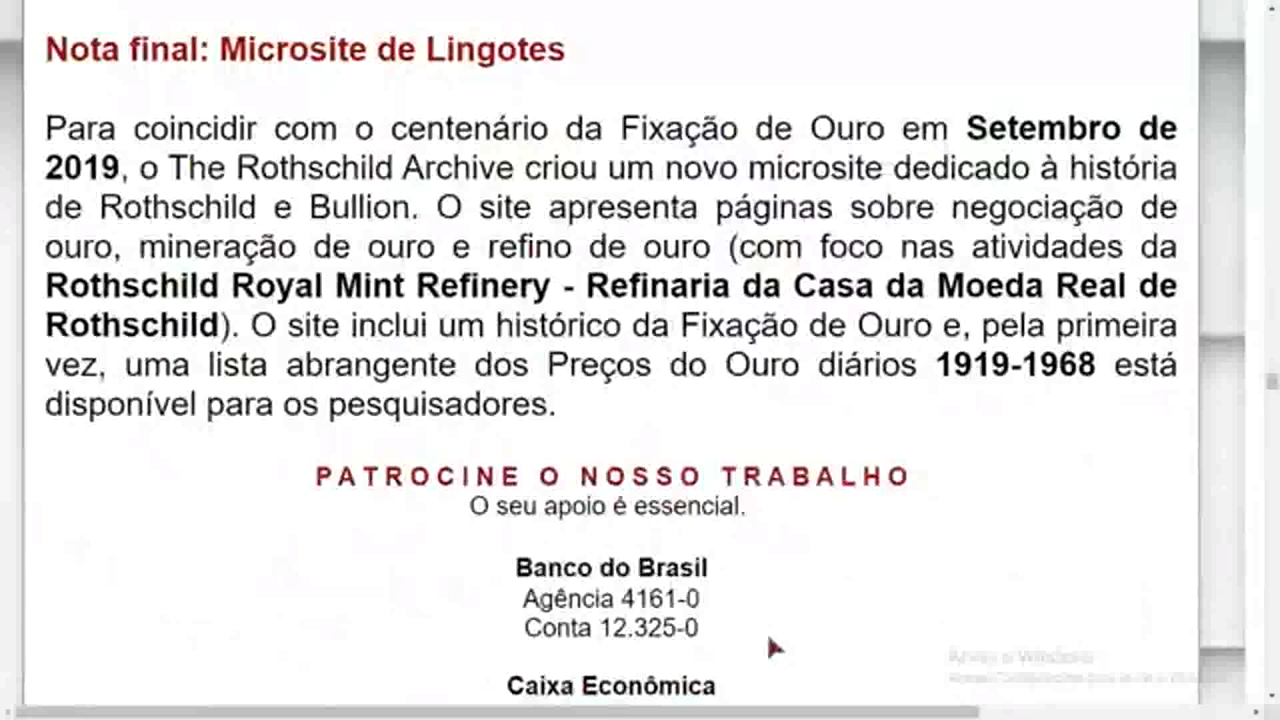 Nota final: Microsite de Lingotes
Para coincidir com o centenário da Fixação de Ouro em Setembro de
2019, o The Rothschild Archive criou um novo microsite dedicado à história
de Rothschild e Bullion. O site apresenta páginas sobre negociação de
ouro, mineração de ouro e refino de ouro (com foco nas atividades da
Rothschild Royal Mint Refinery - Refinaria da Casa da Moeda Real de
Rothschild). O site inclui um histórico da Fixação de Ouro e, pela primeira
vez, uma lista abrangente dos Preços do Ouro diários 1919-1968 está
disponível para os pesquisadores.
PATROCINE O NOSSO TRABALHO
O seu apoio é essencial.
Banco do Brasil
Agência 4161-0
Conta 12.325-0
Caixa Econômica